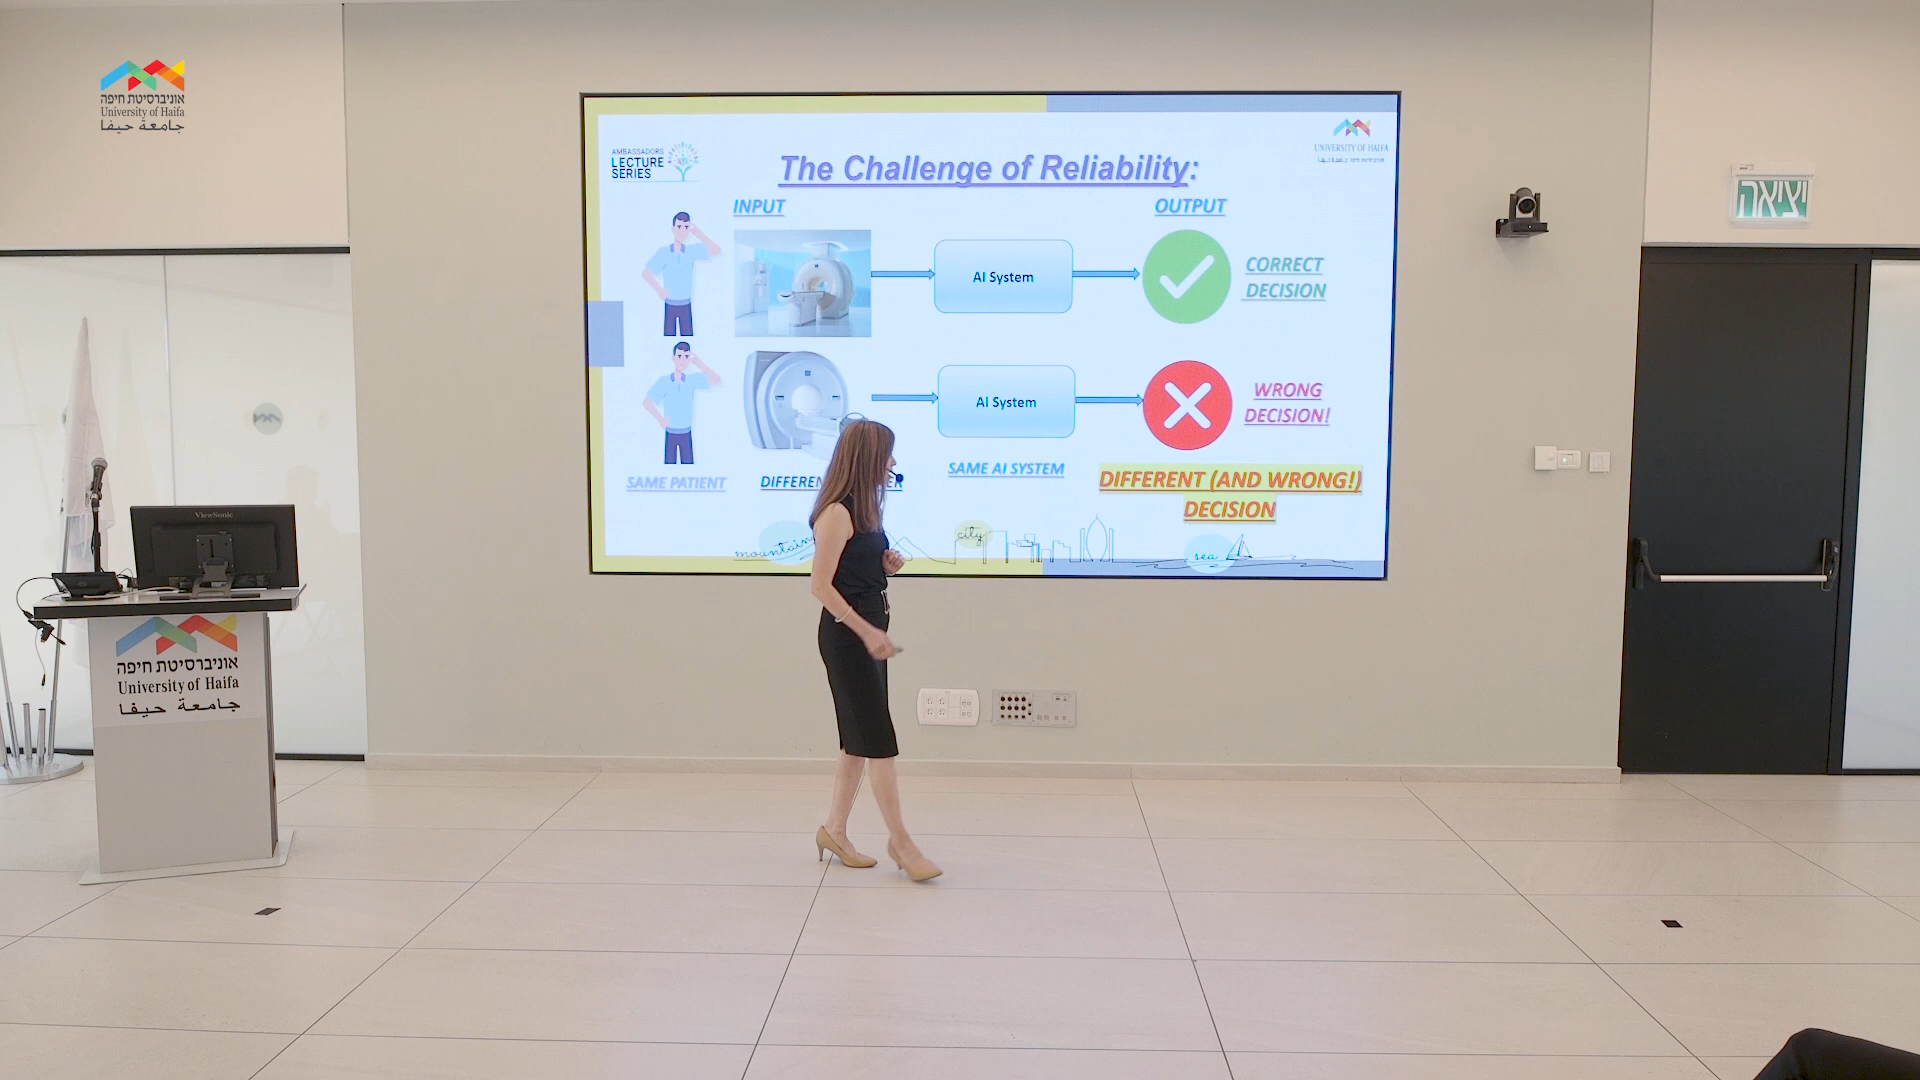 אוניברסיטת חיפה
University of Haifa
جامعة حيفا
AMBASSADORS
LECTURE
SERIES
UNIVERSITY OF HAIFA
The Challenge of Reliability:
INPUT
OUTPUT
AI System
CORRECT
DECISION
AI System
WRONG
DECISION!
SAME PATIENT
SAME AI SYSTEM
DIFFERENT (AND WRONG!)
DECISION
mountain
city
sea
יציאה
ViewSonic
אוניברסיטת חיפה
University of Haifa
جامعة حيفا